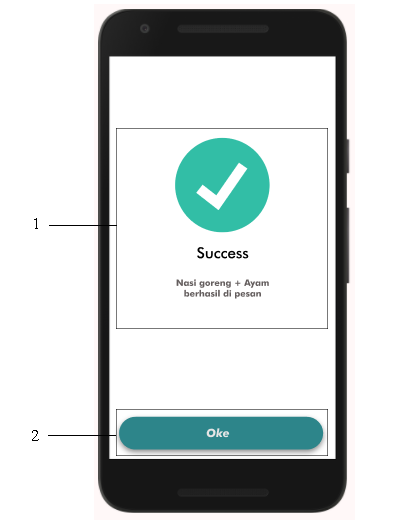 1
Success
Nasi goreng + Ayam
berhasil di pesan
2
Oke